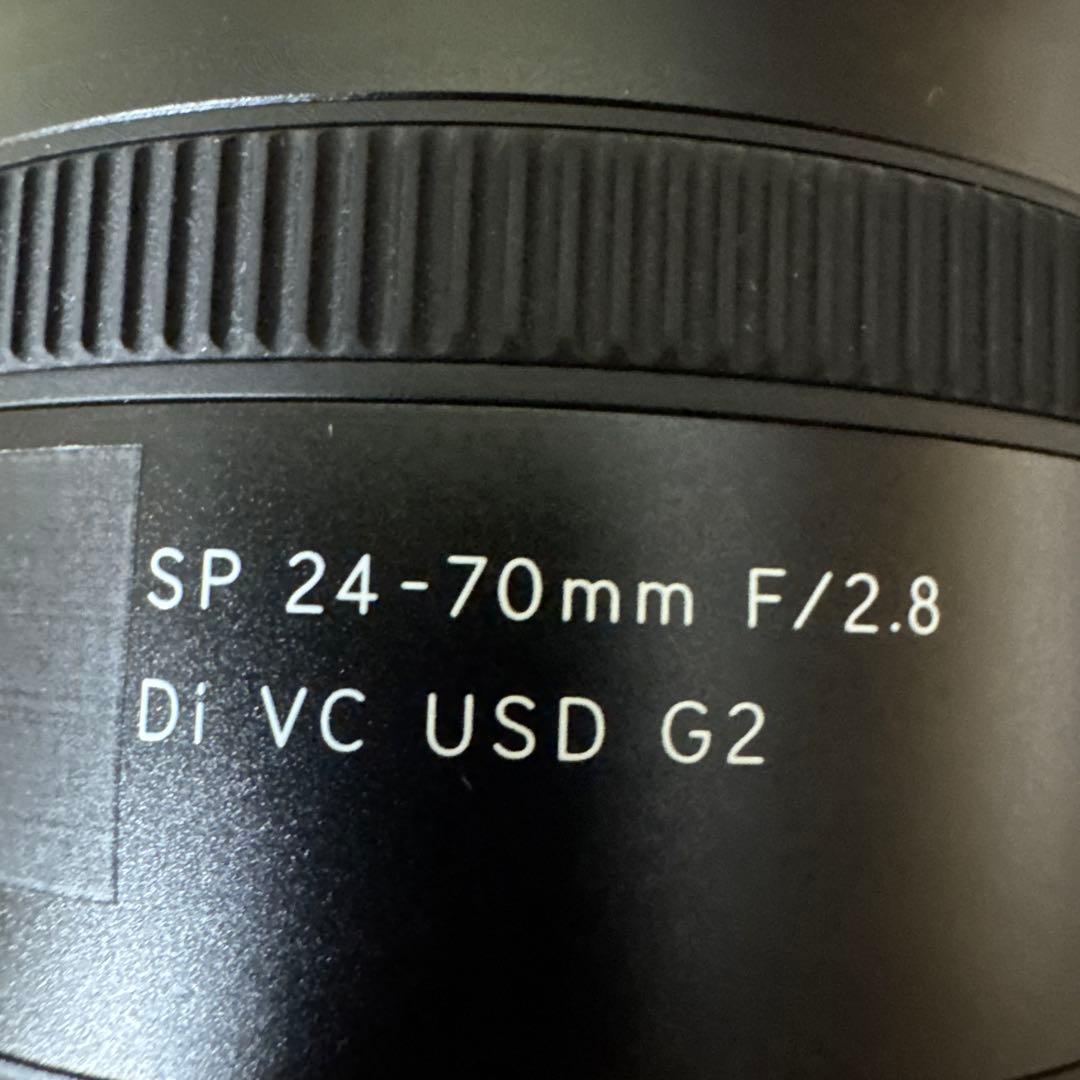 SP 24-70mm F/2.8
Di VC USD G2